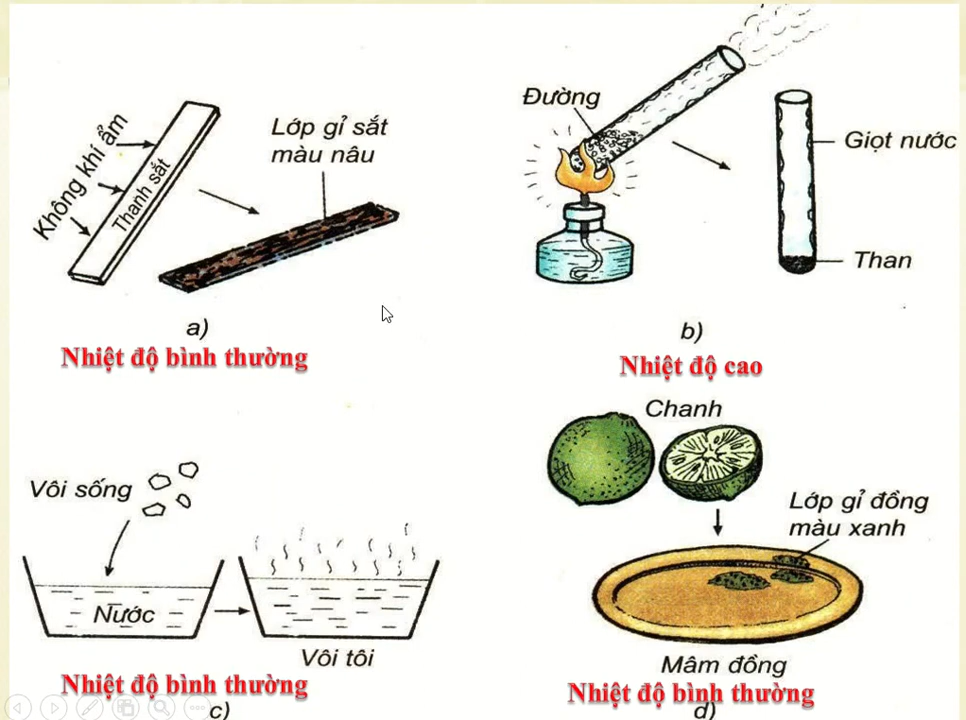 Không khí ẩm
Thanh sắt
Lớp gỉ sắt
màu nâu
a)
Nhiệt độ bình thường
Đường
Giọt nước
Than
b)
Nhiệt độ cao
Vôi sống
Nước
Vôi tôi
Nhiệt độ bình thường
c)
Chanh
Lớp gỉ đồng
màu xanh
Mâm đồng
Nhiệt độ bình thường
d)